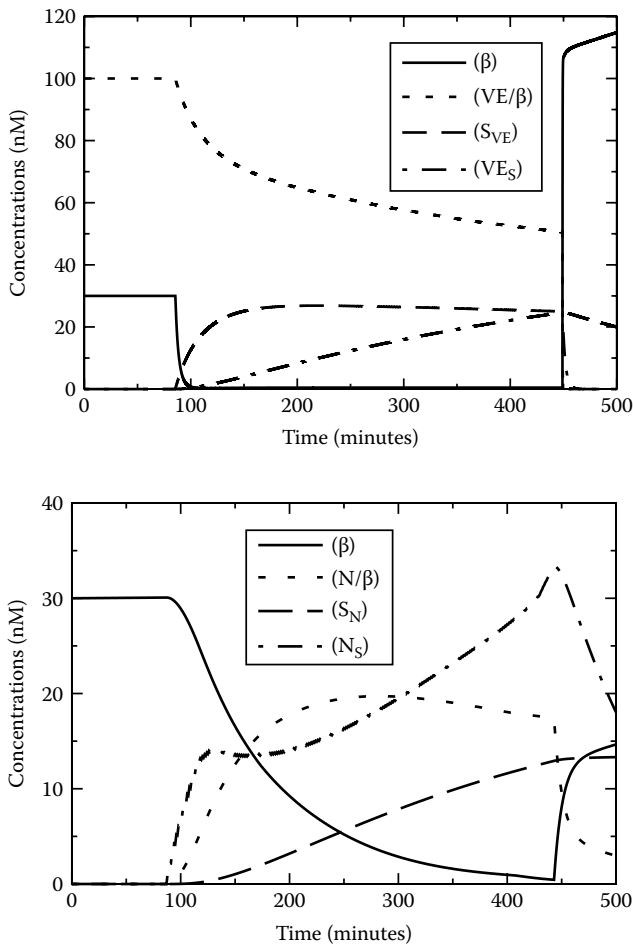 120
100
80
60
40
20
0
Concentrations (nM)
(β)
(VE/β)
(S_VE)
(VE_S)
0 100 200 300 400 500
Time (minutes)
40
30
20
10
0
Concentrations (nM)
(β)
(N/β)
(S_N)
(N_S)
0 100 200 300 400 500
Time (minutes)